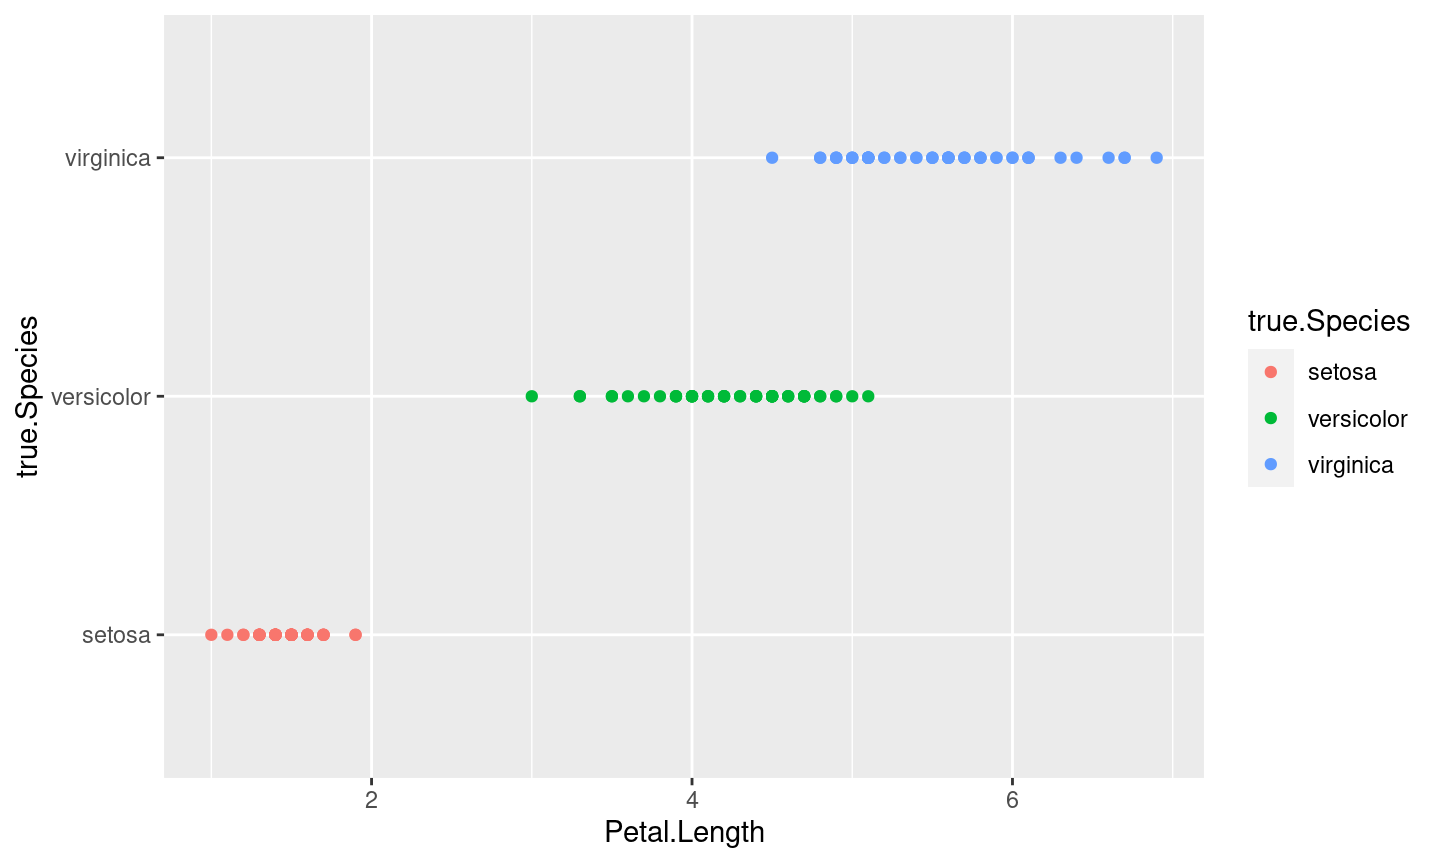 true.Species
virginica
versicolor
setosa
2 4 6
Petal.Length
true.Species
setosa
versicolor
virginica